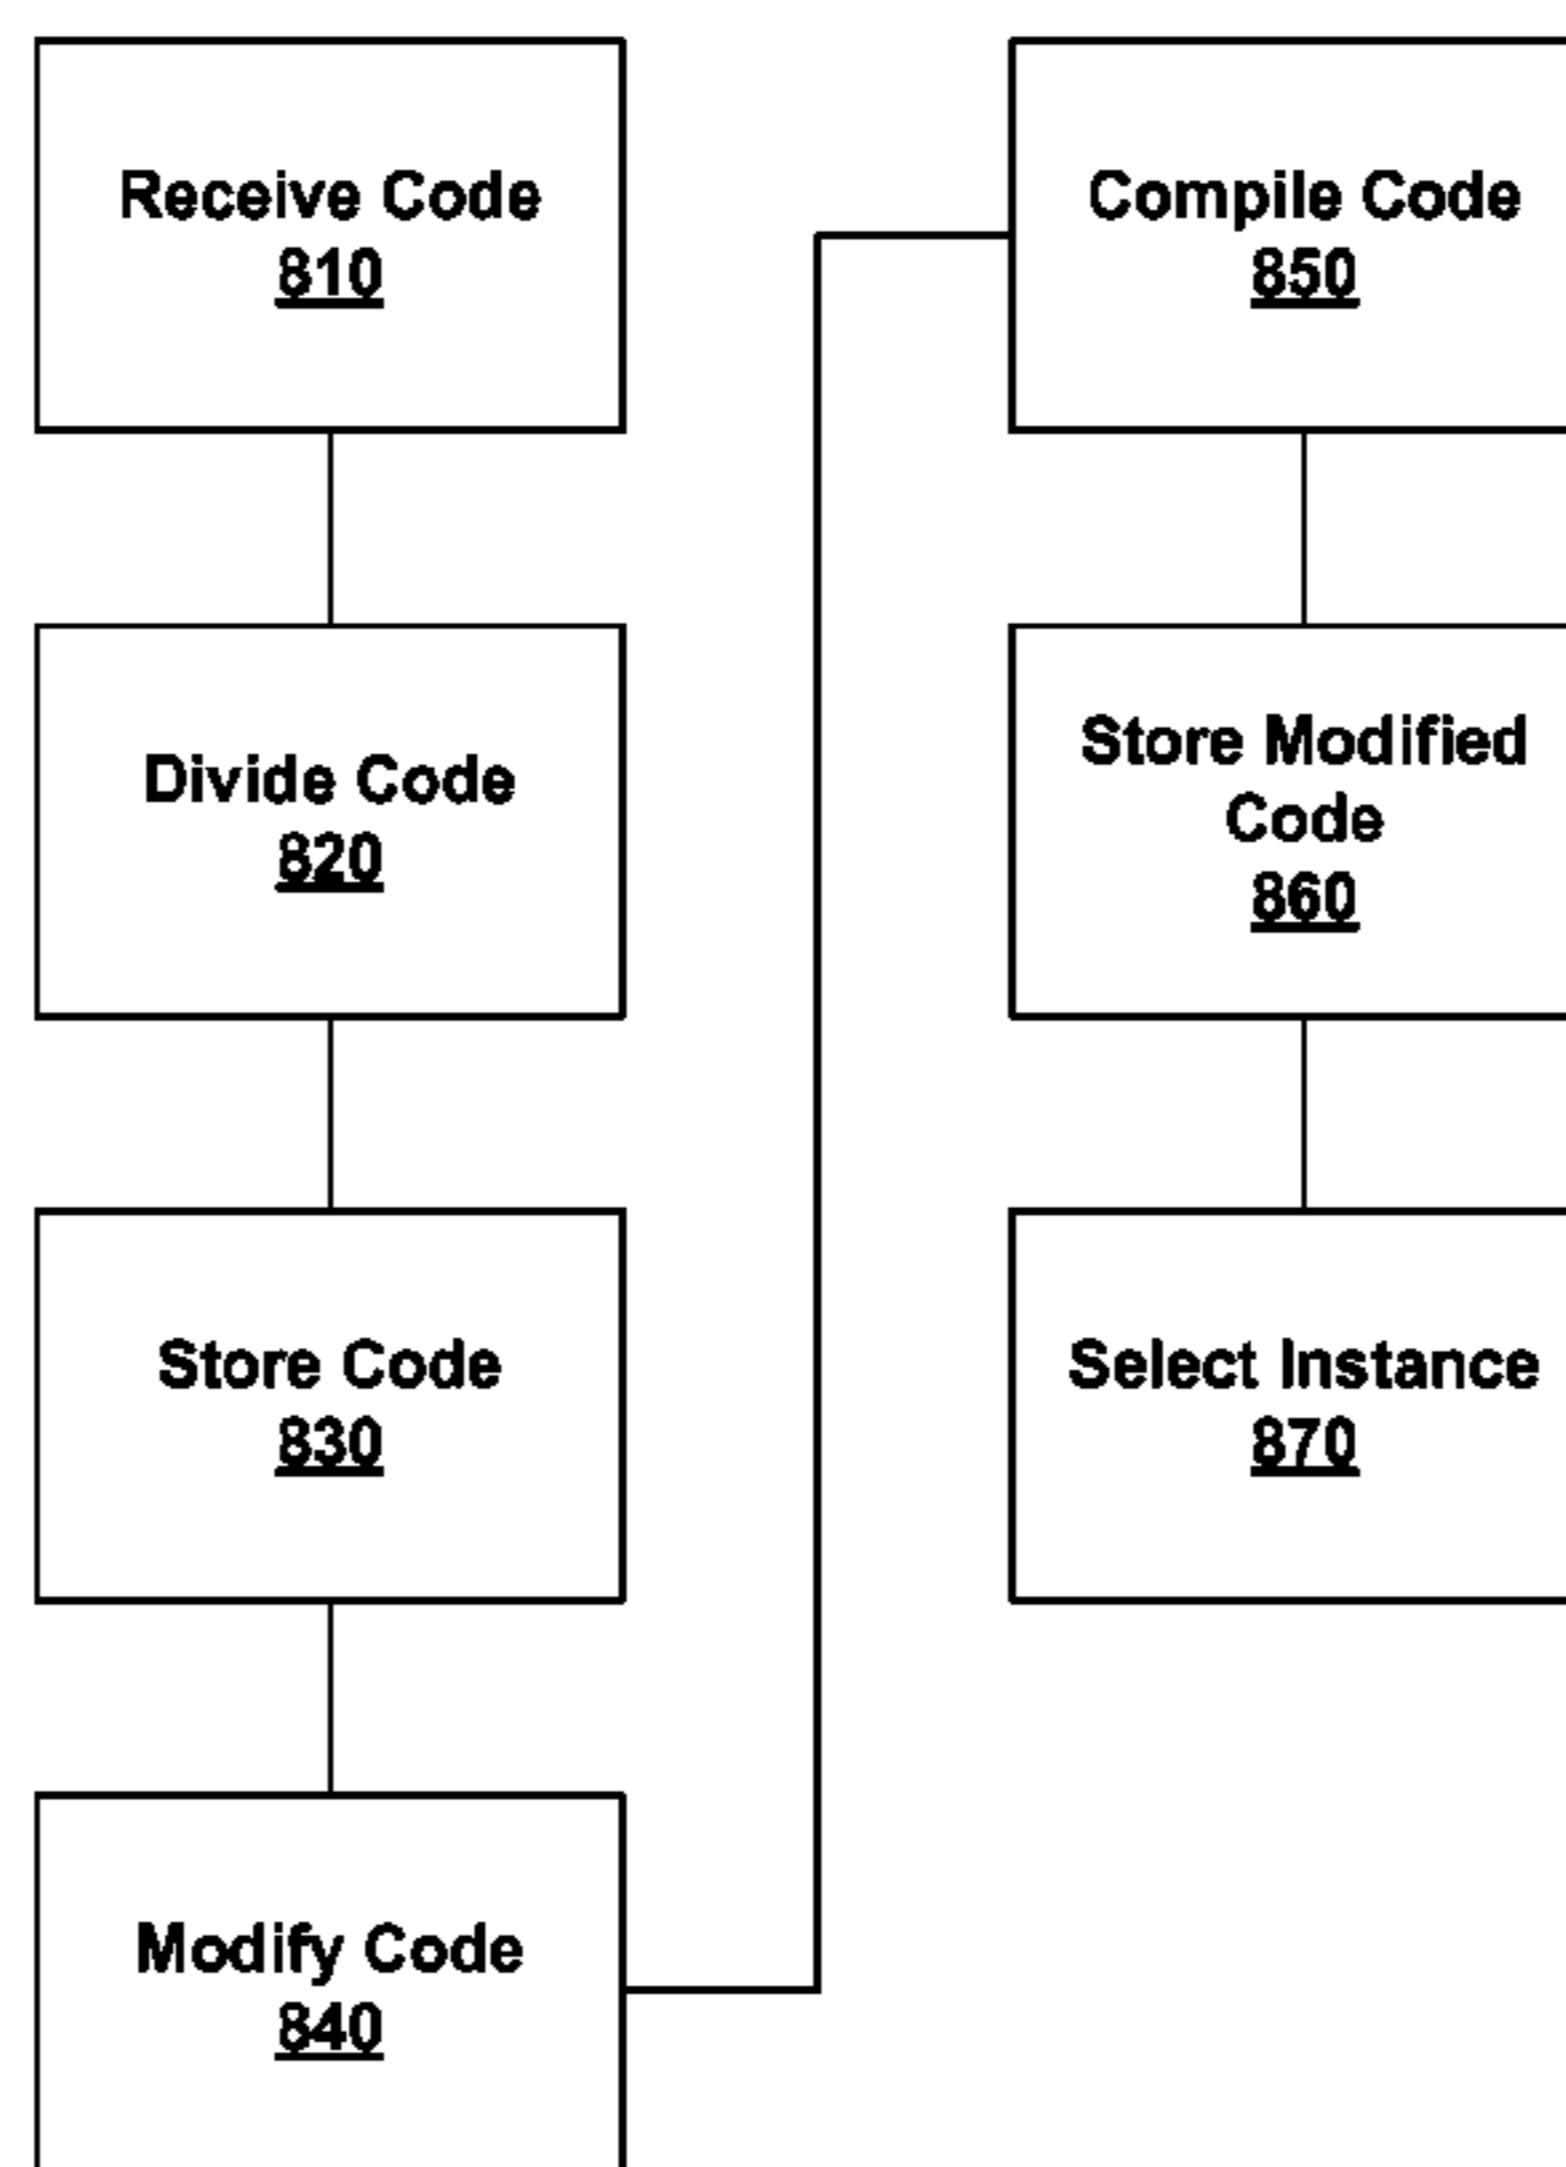 Receive Code
810
Divide Code
820
Store Code
830
Modify Code
840
Compile Code
850
Store Modified
Code
860
Select Instance
870